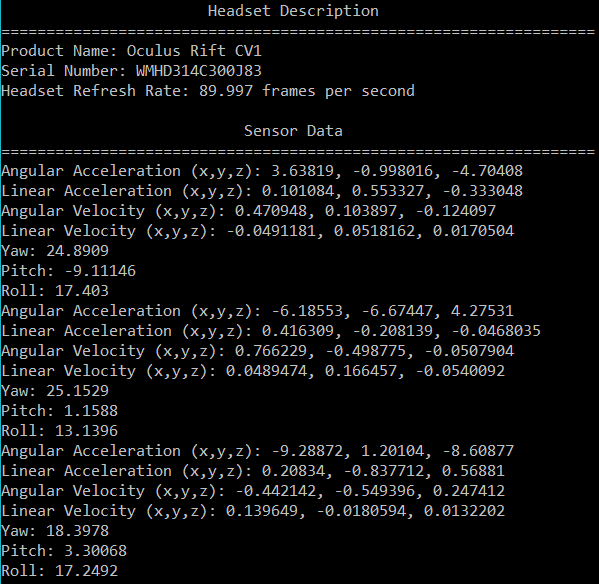 Headset Description
==================================================================
Product Name: Oculus Rift CV1
Serial Number: WMHD314C300J83
Headset Refresh Rate: 89.997 frames per second
Sensor Data
==================================================================
Angular Acceleration (x,y,z): 3.63819, -0.998016, -4.70408
Linear Acceleration (x,y,z): 0.101084, 0.553327, -0.333048
Angular Velocity (x,y,z): 0.470948, 0.103897, -0.124097
Linear Velocity (x,y,z): -0.0491181, 0.0518162, 0.0170504
Yaw: 24.8909
Pitch: -9.11146
Roll: 17.403
Angular Acceleration (x,y,z): -6.18553, -6.67447, 4.27531
Linear Acceleration (x,y,z): 0.416309, -0.208139, -0.0468035
Angular Velocity (x,y,z): 0.766229, -0.498775, -0.0507904
Linear Velocity (x,y,z): 0.0489474, 0.166457, -0.0540092
Yaw: 25.1529
Pitch: 1.1588
Roll: 13.1396
Angular Acceleration (x,y,z): -9.28872, 1.20104, -8.60877
Linear Acceleration (x,y,z): 0.20834, -0.837712, 0.56881
Angular Velocity (x,y,z): -0.442142, -0.549396, 0.247412
Linear Velocity (x,y,z): 0.139649, -0.0180594, 0.0132202
Yaw: 18.3978
Pitch: 3.30068
Roll: 17.2492